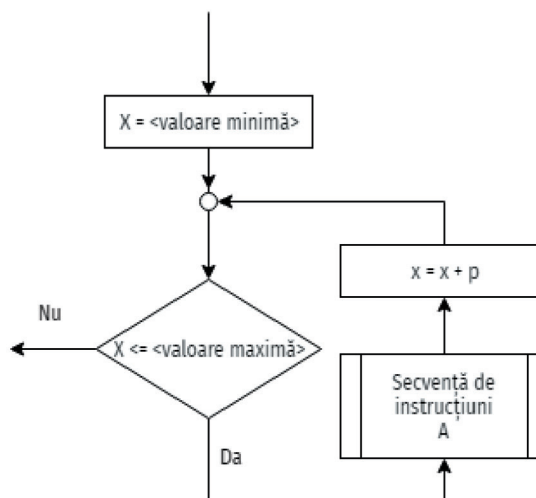 X = <valoare minimă>
x = x + p
Nu
X <= <valoare maximă>
Secvență de
instrucțiuni
A
Da